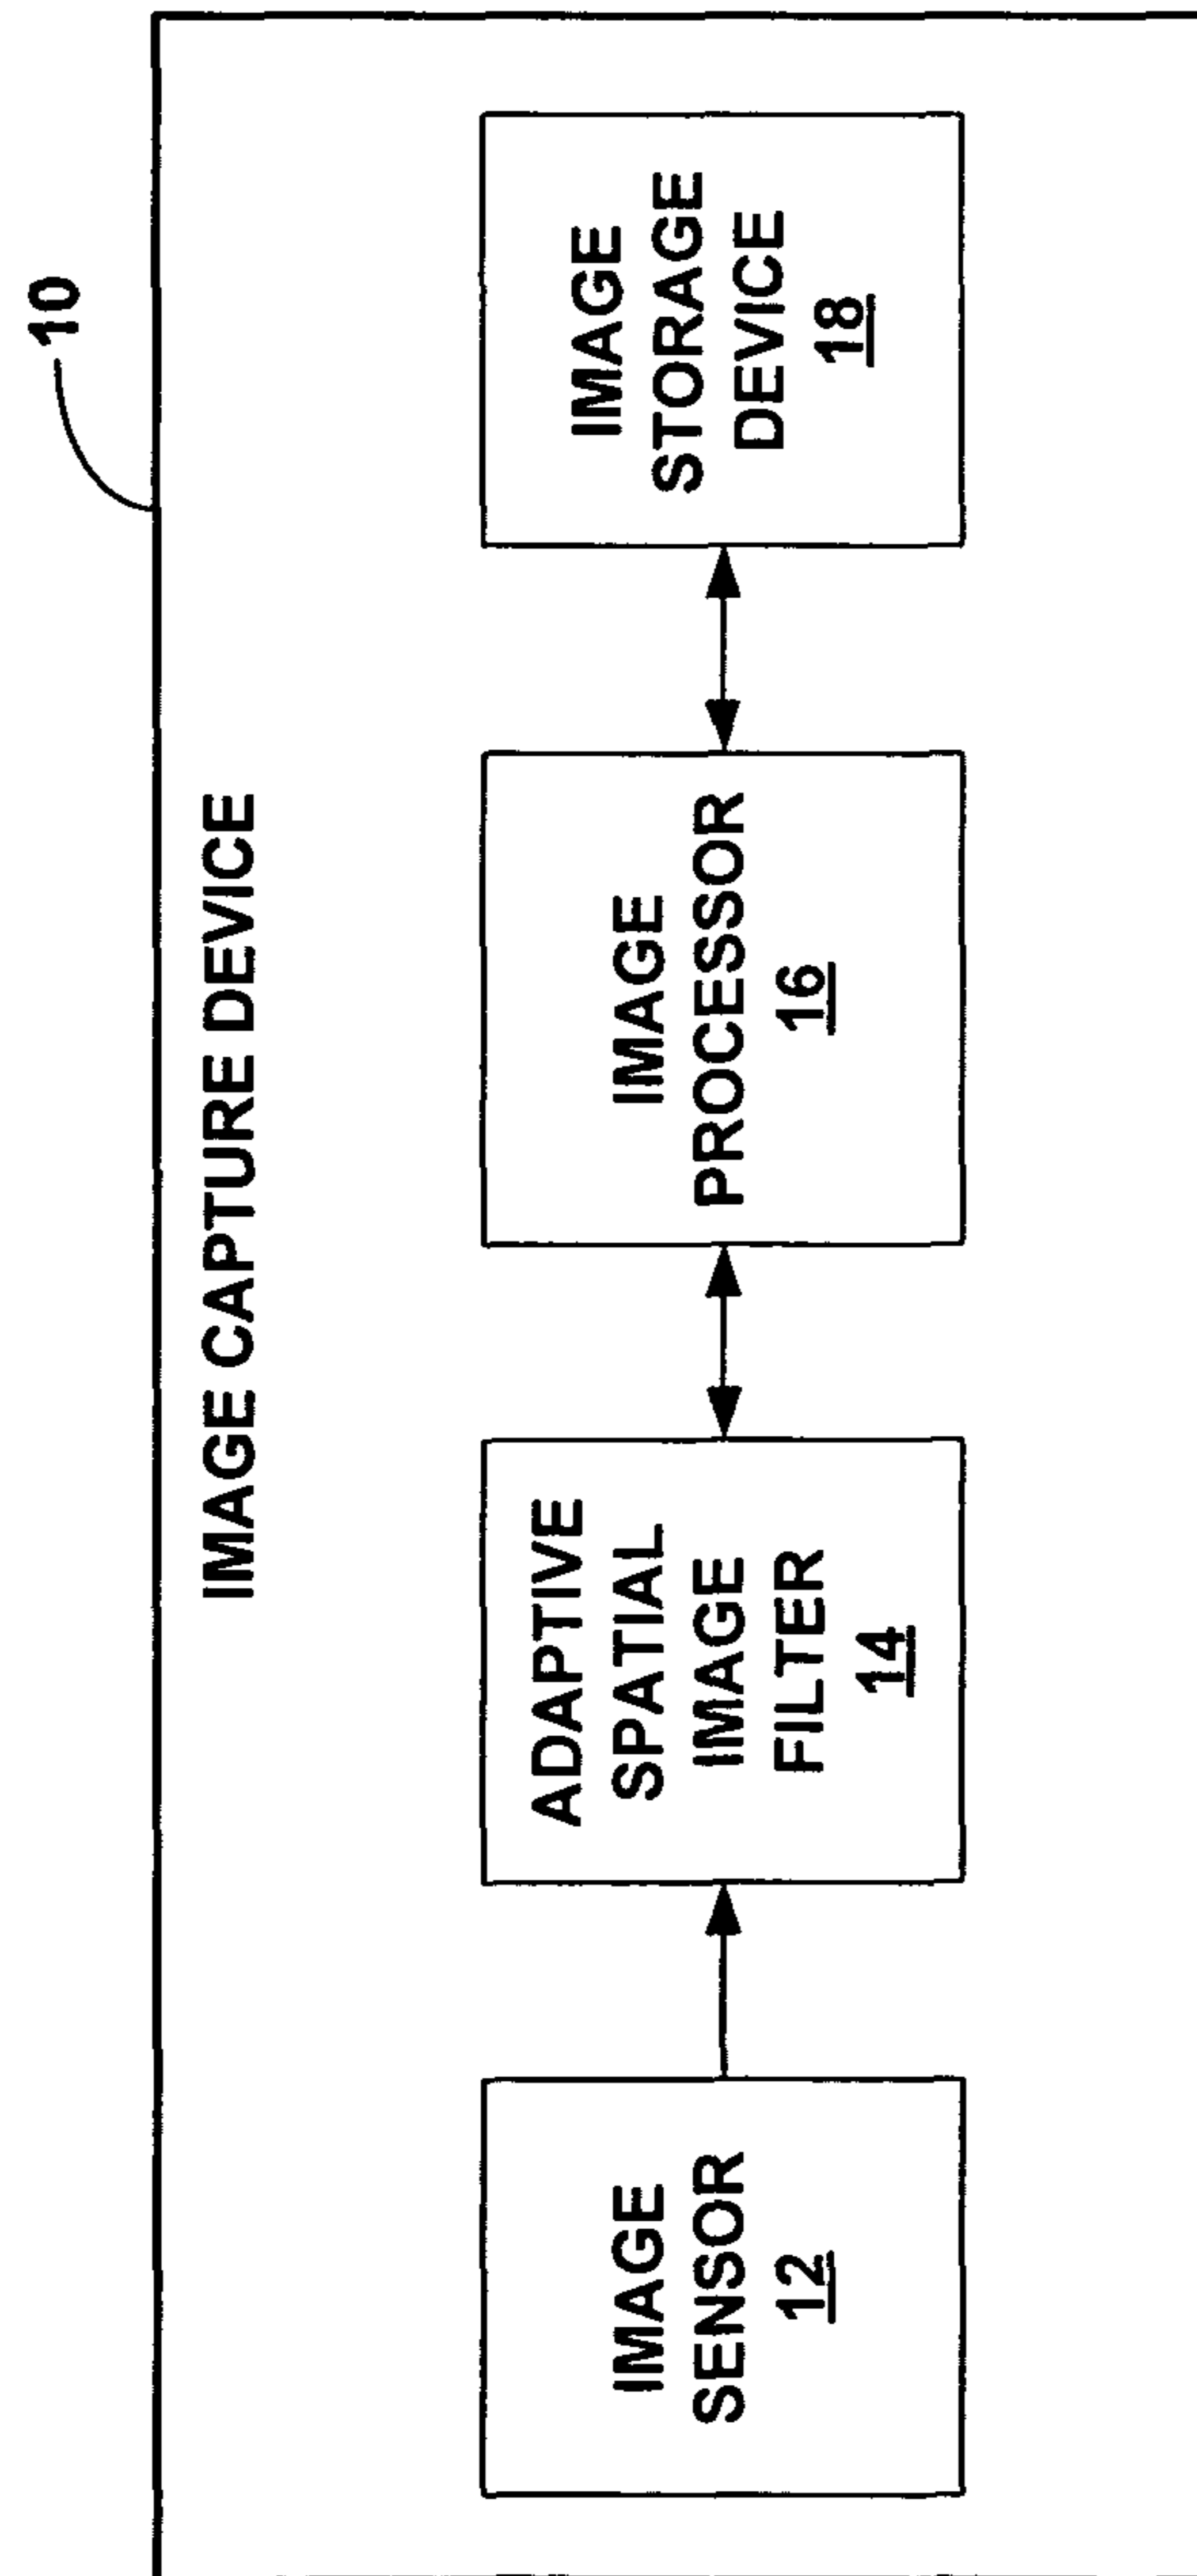 10
IMAGE CAPTURE DEVICE
IMAGE
SENSOR
12
ADAPTIVE
SPATIAL
IMAGE
FILTER
14
IMAGE
PROCESSOR
16
IMAGE
STORAGE
DEVICE
18